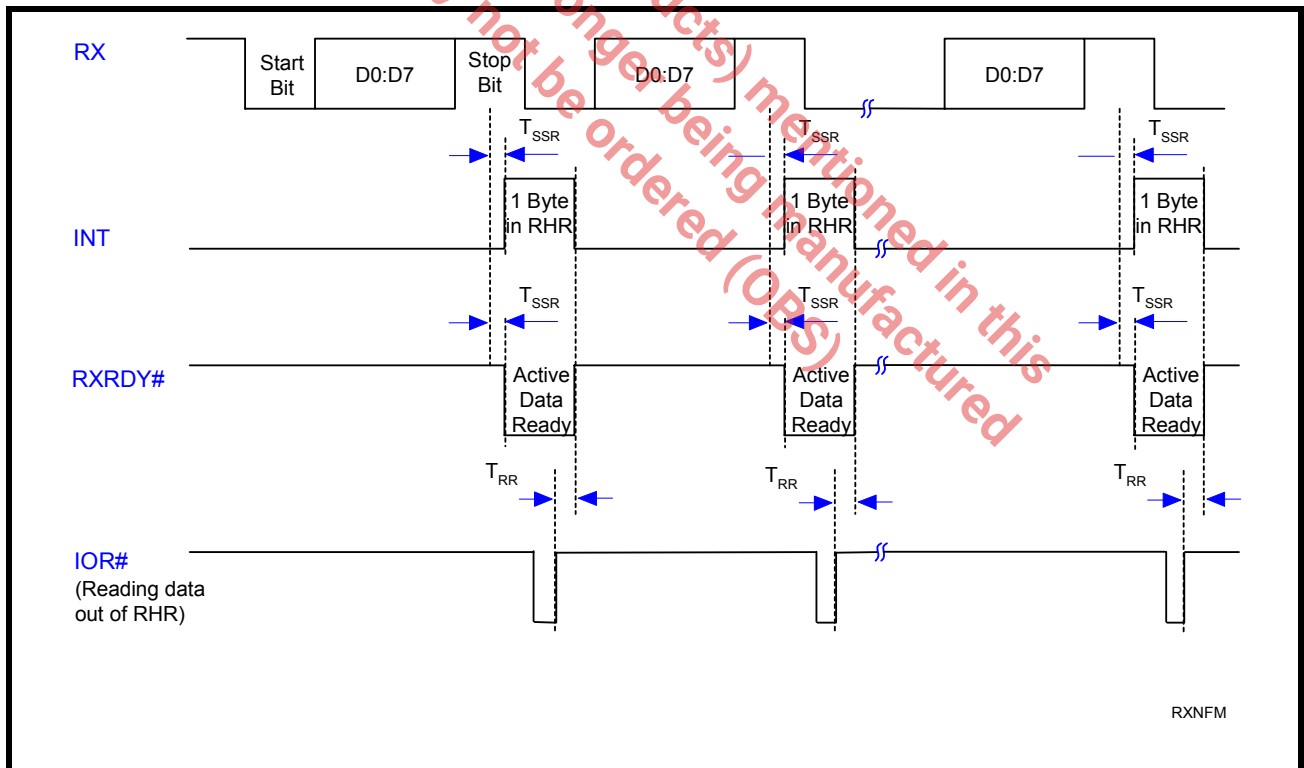 RX
Start
Bit
D0:D7
Stop
Bit
D0:D7
D0:D7
TSSR
TSSR
TSSR
INT
1 Byte
in RHR
1 Byte
in RHR
1 Byte
in RHR
TSSR
TSSR
TSSR
RXRDY#
Active
Data
Ready
Active
Data
Ready
Active
Data
Ready
TRR
TRR
TRR
IOR#
(Reading data
out of RHR)
RXNFM
ucts) mentioned in this
onger being manufactured
not be ordered (OBS)